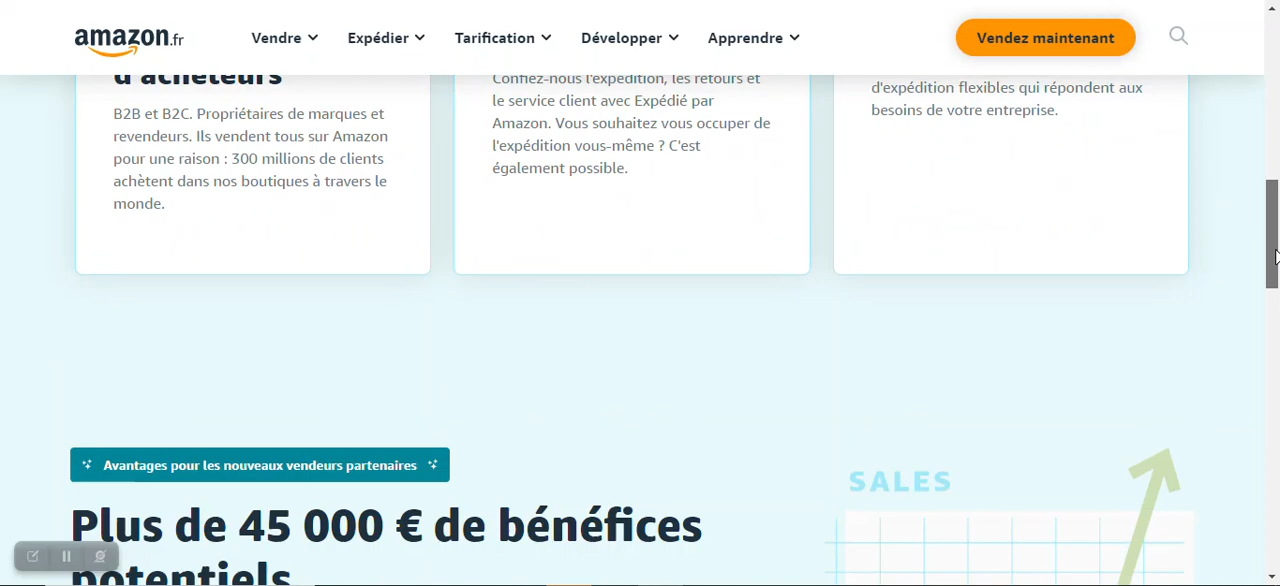 amazon.fr
Vendre
Expédier
Tarification
Développer
Apprendre
Vendez maintenant
d'acheteurs
B2B et B2C. Propriétaires de marques et
revendeurs. Ils vendent tous sur Amazon
pour une raison : 300 millions de clients
achètent dans nos boutiques à travers le
monde.
Confiez-nous l'expédition, les retours et
le service client avec Expédié par
Amazon. Vous souhaitez vous occuper de
l'expédition vous-même ? C'est
également possible.
d'expédition flexibles qui répondent aux
besoins de votre entreprise.
Avantages pour les nouveaux vendeurs partenaires
Plus de 45 000 € de bénéfices
potentiels
SALES